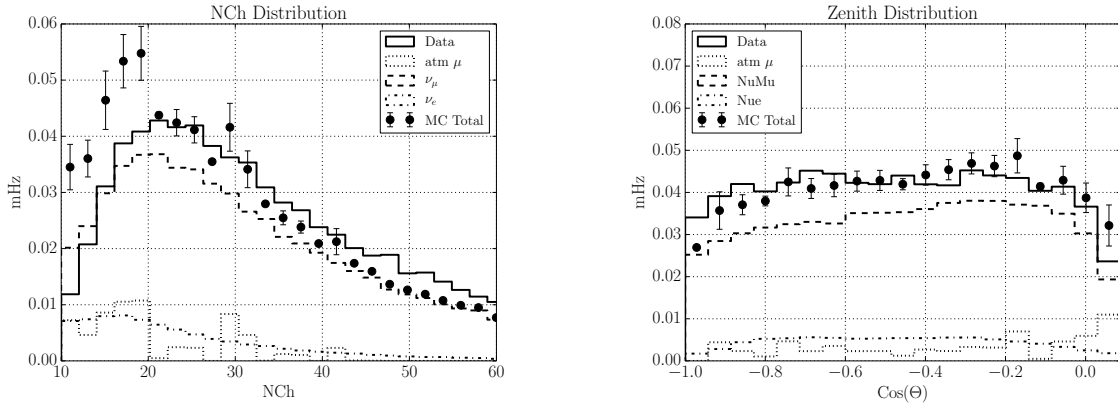 NCh Distribution
0.06
0.05
0.04
0.03
0.02
0.01
0.00
mHz
10 20 30 40 50 60
NCh
Data
atm μ
ν_μ
ν_e
MC Total
Zenith Distribution
0.08
0.07
0.06
0.05
0.04
0.03
0.02
0.01
0.00
mHz
−1.0 −0.8 −0.6 −0.4 −0.2 0.0
Cos(Θ)
Data
atm μ
NuMu
Nue
MC Total